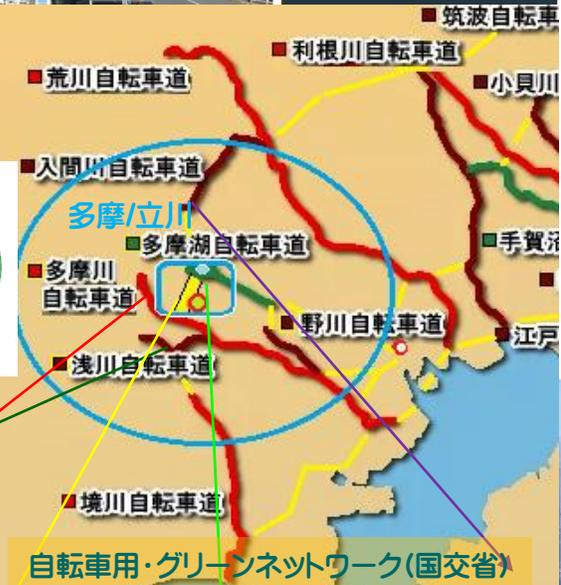 筑波自転車
利根川自転車道
荒川自転車道
小貝川
入間川自転車道
多摩/立川
多摩湖自転車道
手賀沼
多摩川
自転車道
野川自転車道
江戸
浅川自転車道
境川自転車道
自転車用・グリーンネットワーク(国交省)